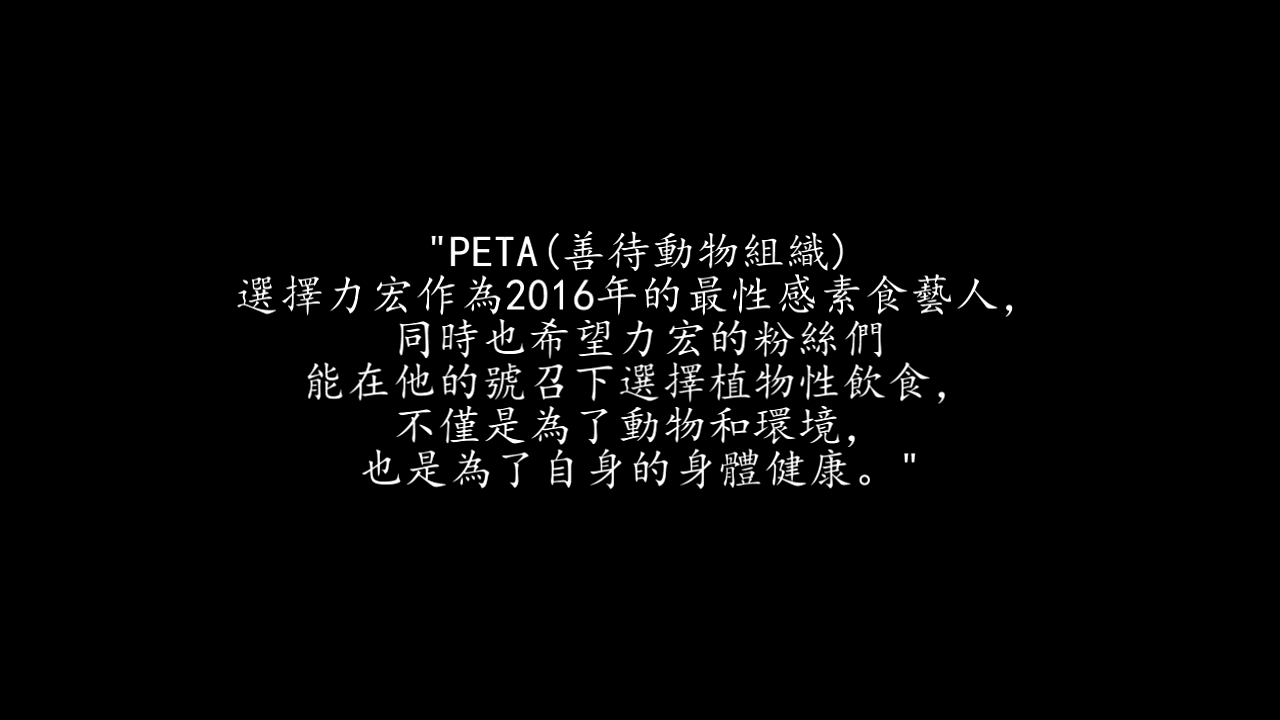 "PETA(善待動物組織)
選擇力宏作為2016年的最性感素食藝人,
同時也希望力宏的粉絲們
能在他的號召下選擇植物性飲食,
不僅是為了動物和環境,
也是為了自身的身體健康。"